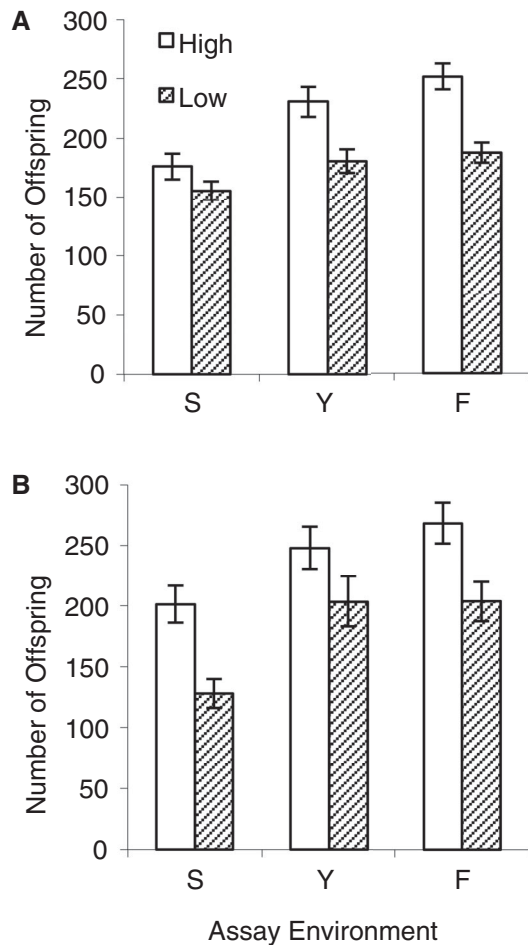 A
300
250
200
150
100
50
0
Number of Offspring
High
Low
S Y F
B
300
250
200
150
100
50
0
Number of Offspring
S Y F
Assay Environment